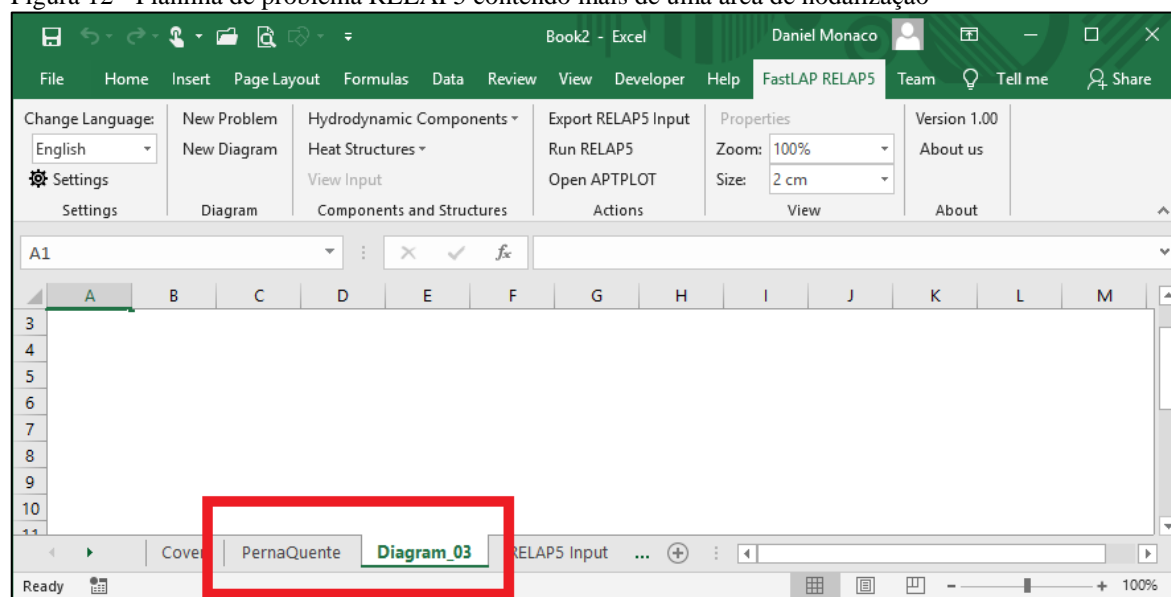 Figura 12 - Planilha de problema RELAP5 contendo mais de uma área de nodalização
Book2 - Excel Daniel Monaco
File Home Insert Page Layout Formulas Data Review View Developer Help FastLAP RELAP5 Team Tell me Share
Change Language: New Problem Hydrodynamic Components Export RELAP5 Input Properties Version 1.00
English New Diagram Heat Structures Run RELAP5 Zoom: 100% About us
Settings View Input Open APTPLOT Size: 2 cm
Settings Diagram Components and Structures Actions View About
A1 fx
A B C D E F G H I J K L M
3
4
5
6
7
8
9
10
11
Cover PernaQuente Diagram_03 RELAP5 Input ...
Ready 100%